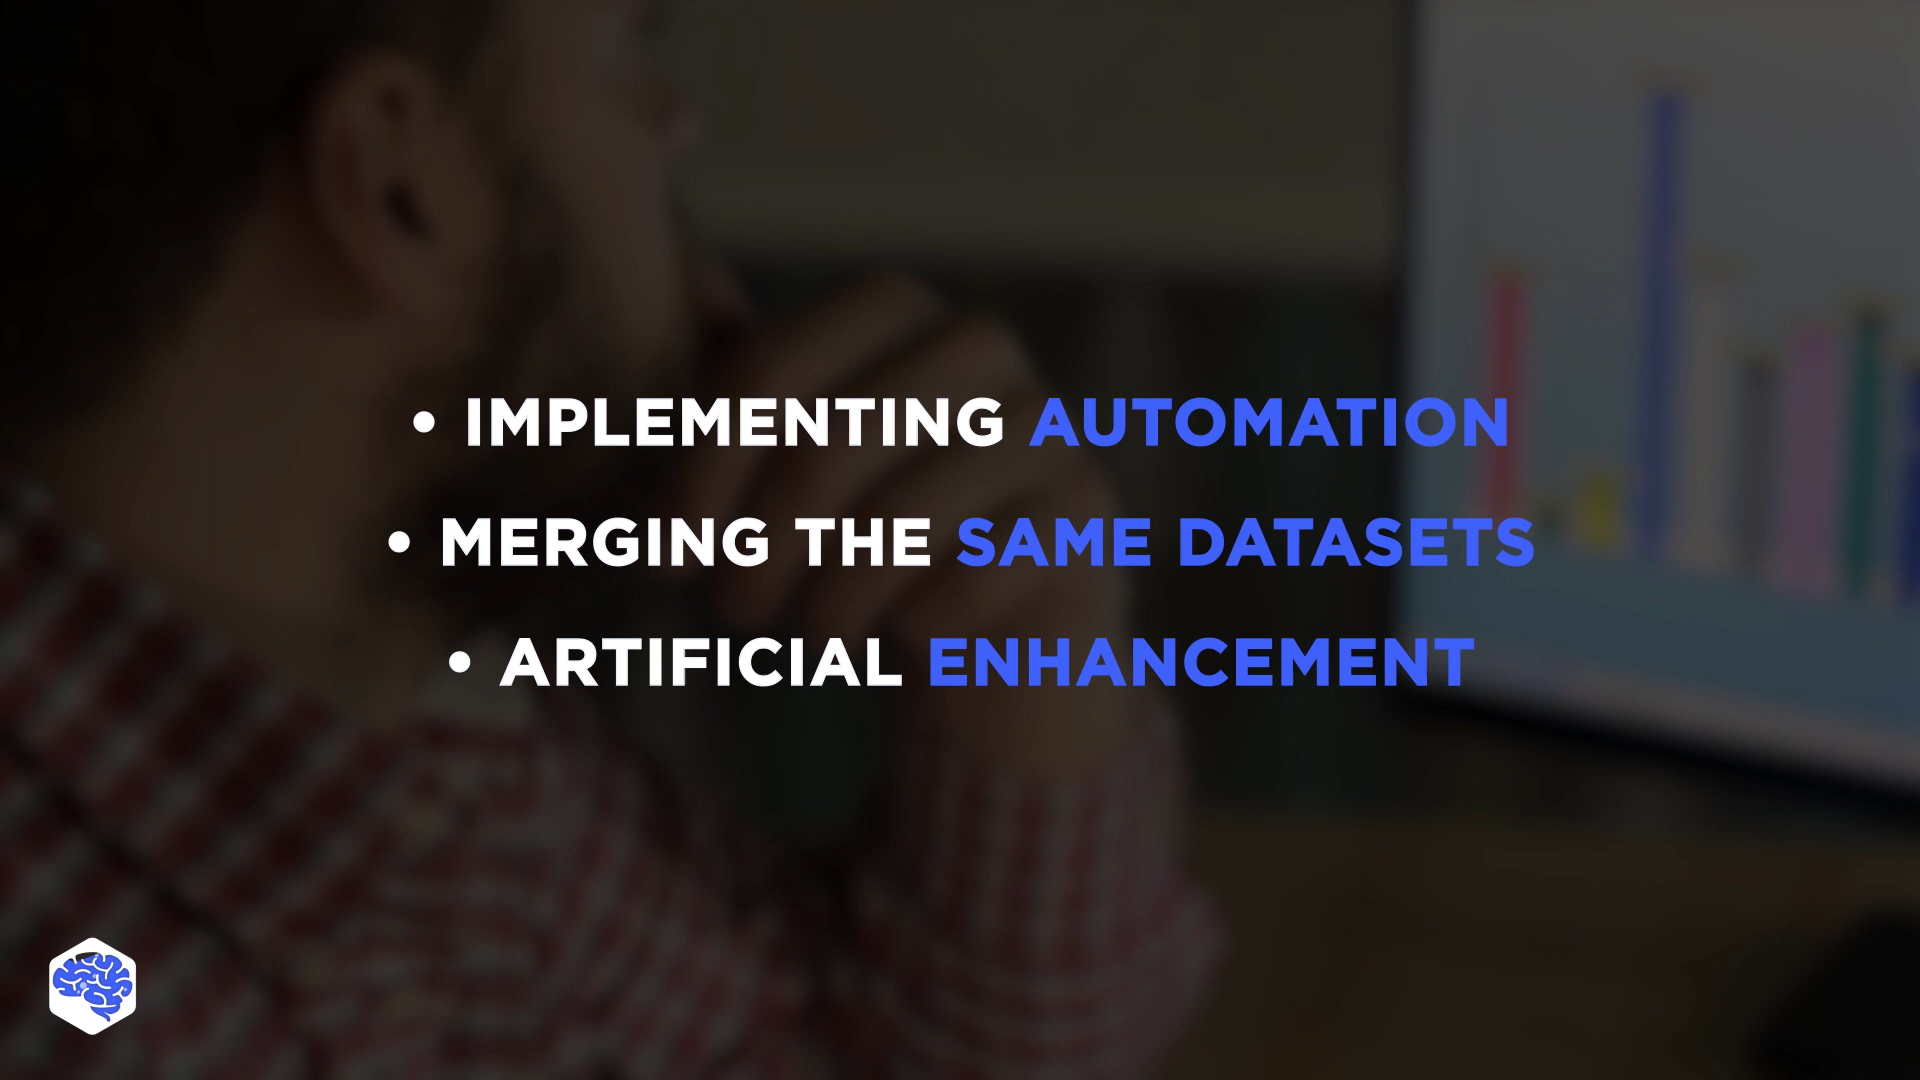 • IMPLEMENTING AUTOMATION
• MERGING THE SAME DATASETS
• ARTIFICIAL ENHANCEMENT